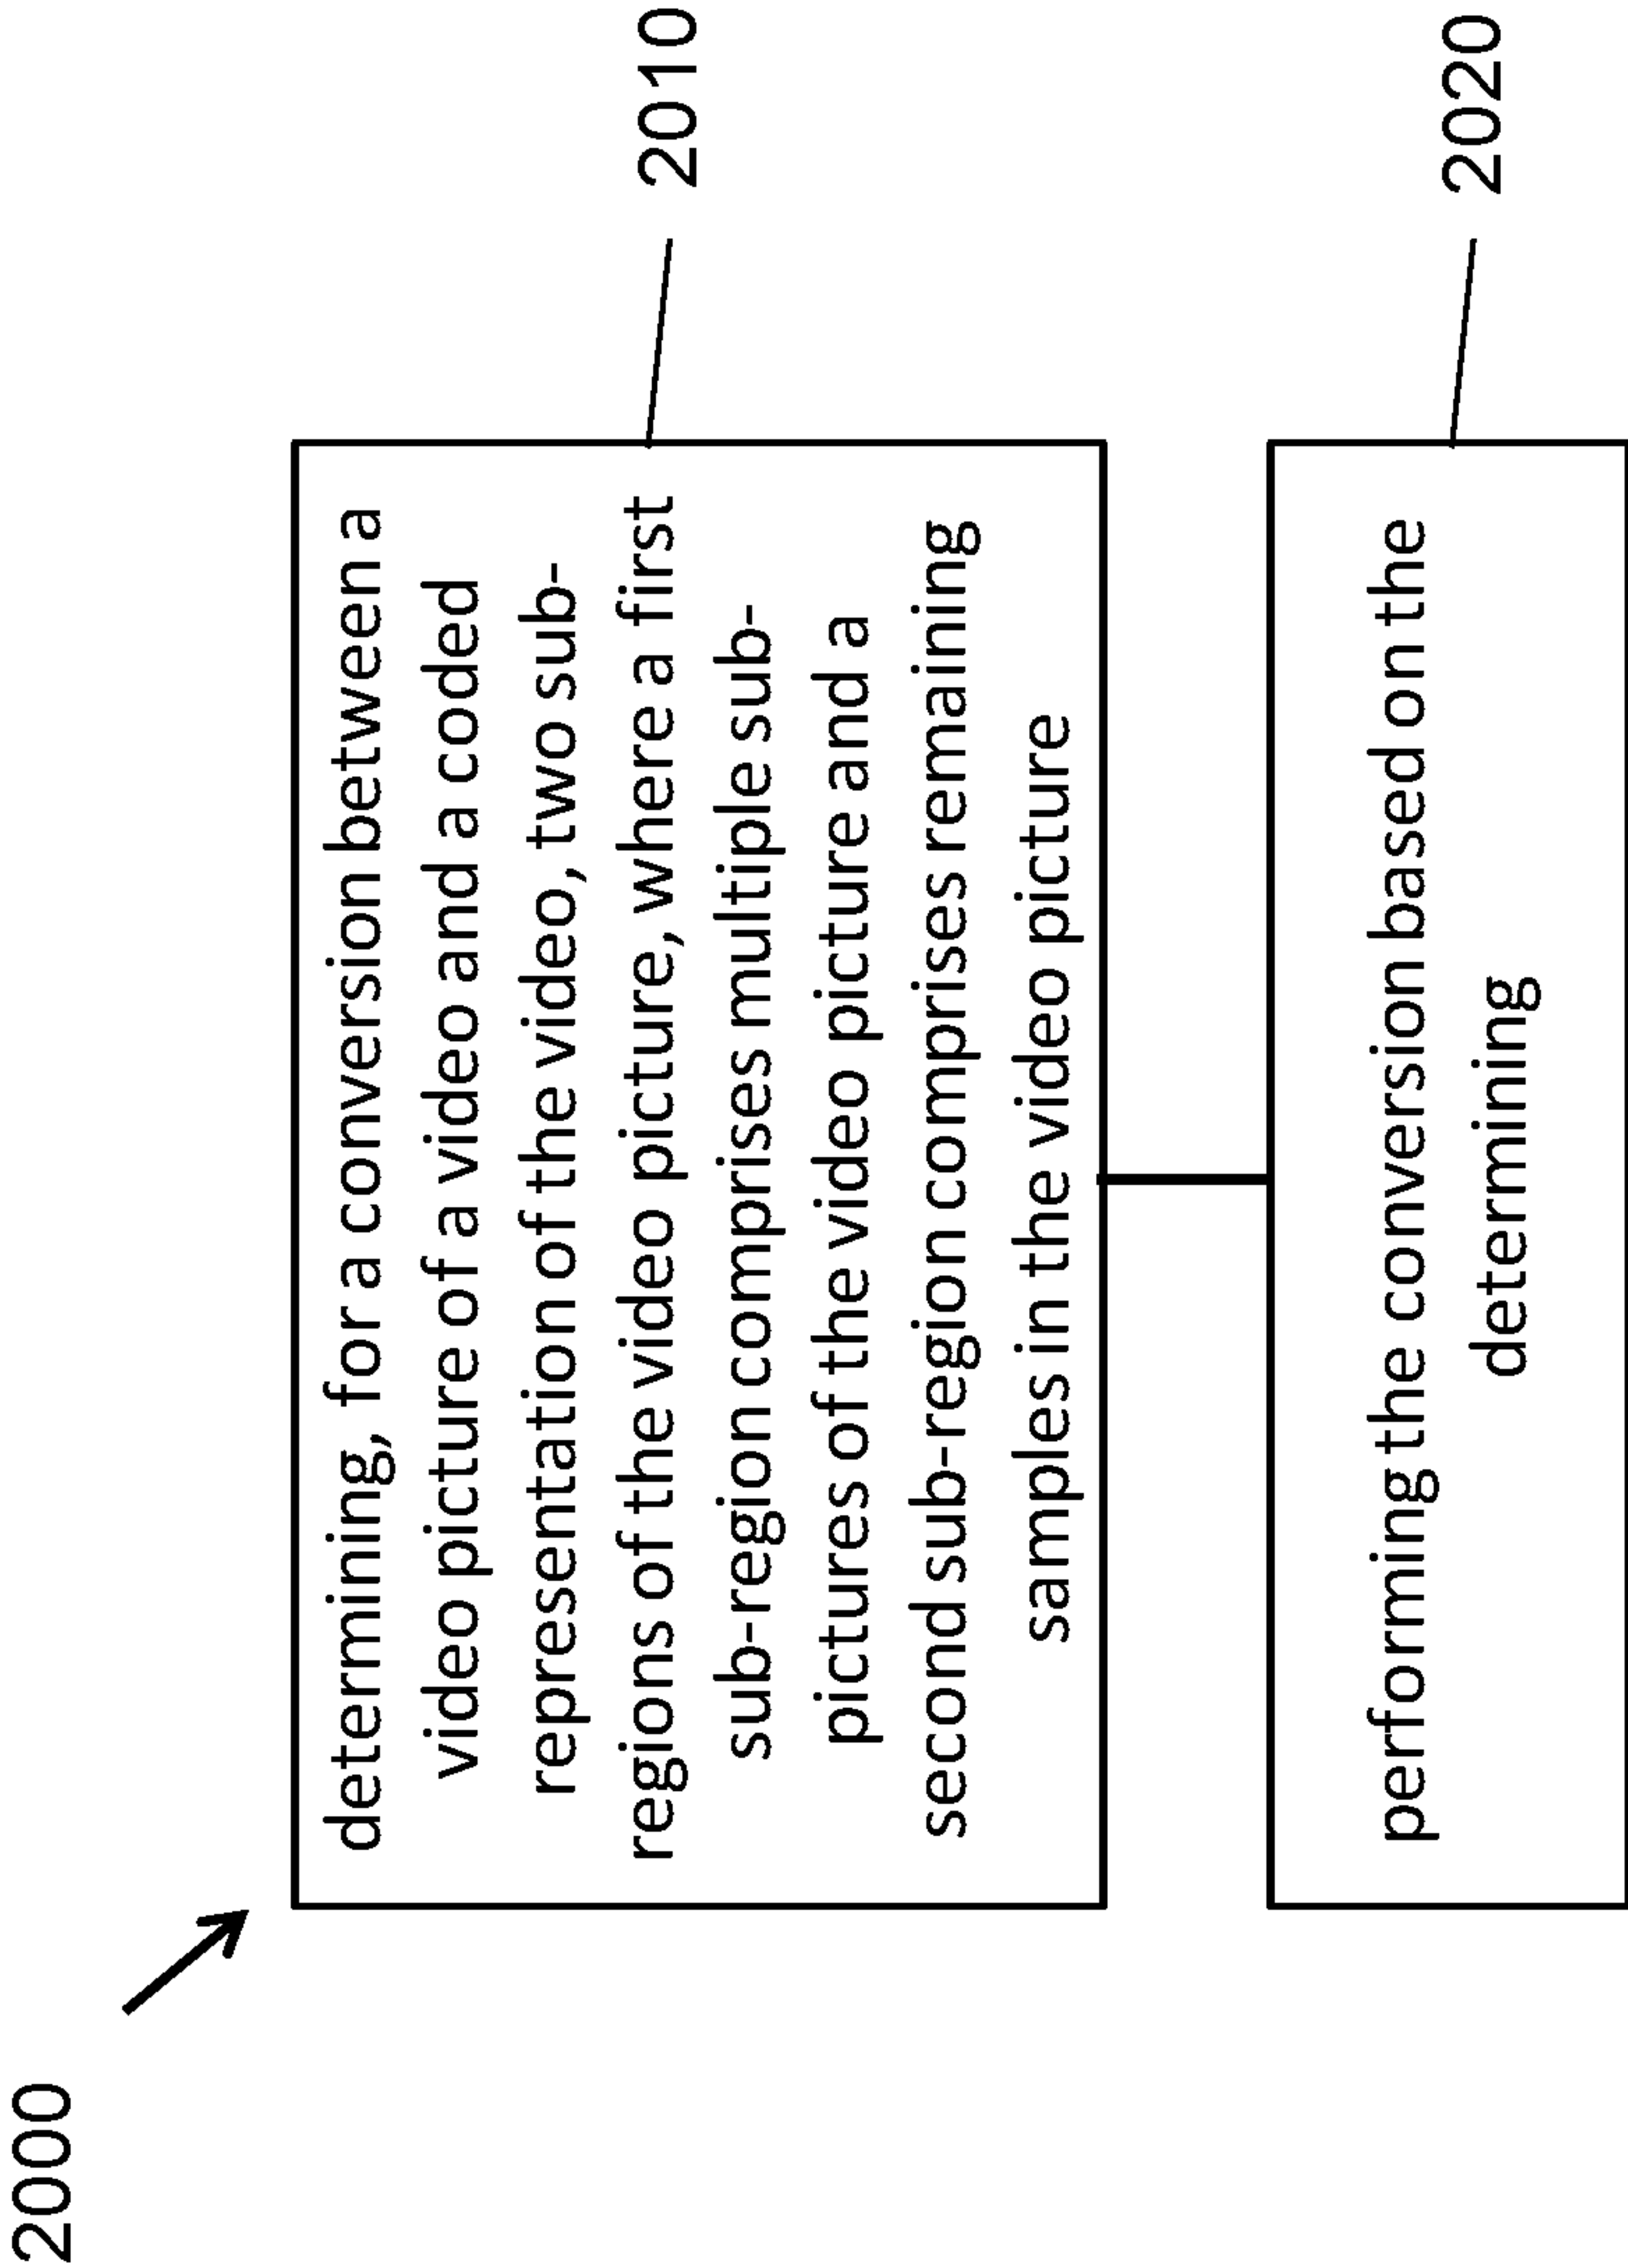 2000
determining, for a conversion between a
video picture of a video and a coded
representation of the video, two sub-
regions of the video picture, where a first
sub-region comprises multiple sub-
pictures of the video picture and a
second sub-region comprises remaining
samples in the video picture
2010
performing the conversion based on the
determining
2020